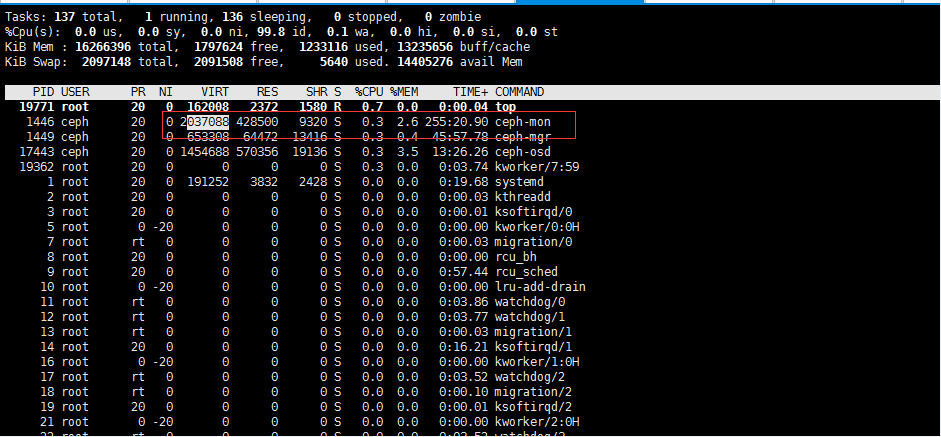 Tasks: 137 total,   1 running, 136 sleeping,   0 stopped,   0 zombie
%Cpu(s):  0.0 us,  0.0 sy,  0.0 ni, 99.8 id,  0.1 wa,  0.0 hi,  0.0 si,  0.0 st
KiB Mem : 16266396 total,  1797624 free,  1233116 used, 13235656 buff/cache
KiB Swap:  2097148 total,  2091508 free,     5640 used. 14405276 avail Mem
PID USER      PR  NI    VIRT    RES    SHR S  %CPU %MEM     TIME+ COMMAND
19771 root      20   0  162008   2372   1580 R   0.7  0.0   0:00.04 top
1446 ceph      20   0 2037088 428500   9320 S   0.3  2.6 255:20.90 ceph-mon
1449 ceph      20   0  653308  64472  13416 S   0.3  0.4  45:57.78 ceph-mgr
17443 ceph      20   0 1454688 570356  19136 S   0.3  3.5  13:26.26 ceph-osd
19362 root      20   0       0      0      0 S   0.3  0.0   0:03.74 kworker/7:59
1 root      20   0  191252   3832   2428 S   0.0  0.0   0:19.68 systemd
2 root      20   0       0      0      0 S   0.0  0.0   0:00.03 kthreadd
3 root      20   0       0      0      0 S   0.0  0.0   0:00.01 ksoftirqd/0
5 root       0 -20       0      0      0 S   0.0  0.0   0:00.00 kworker/0:0H
7 root      rt   0       0      0      0 S   0.0  0.0   0:00.03 migration/0
8 root      20   0       0      0      0 S   0.0  0.0   0:00.00 rcu_bh
9 root      20   0       0      0      0 S   0.0  0.0   0:57.44 rcu_sched
10 root       0 -20       0      0      0 S   0.0  0.0   0:00.00 lru-add-drain
11 root      rt   0       0      0      0 S   0.0  0.0   0:03.86 watchdog/0
12 root      rt   0       0      0      0 S   0.0  0.0   0:03.77 watchdog/1
13 root      rt   0       0      0      0 S   0.0  0.0   0:00.03 migration/1
14 root      20   0       0      0      0 S   0.0  0.0   0:16.21 ksoftirqd/1
16 root       0 -20       0      0      0 S   0.0  0.0   0:00.00 kworker/1:0H
17 root      rt   0       0      0      0 S   0.0  0.0   0:03.52 watchdog/2
18 root      rt   0       0      0      0 S   0.0  0.0   0:00.10 migration/2
19 root      20   0       0      0      0 S   0.0  0.0   0:00.01 ksoftirqd/2
21 root       0 -20       0      0      0 S   0.0  0.0   0:00.00 kworker/2:0H